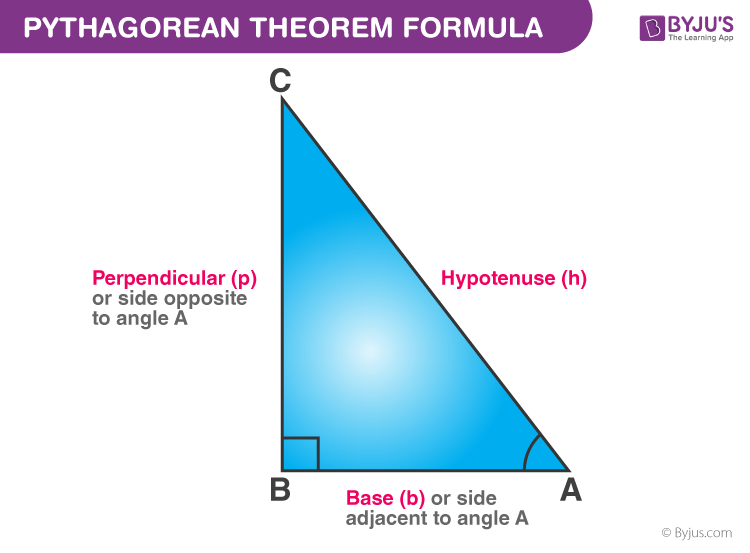 PYTHAGOREAN THEOREM FORMULA
BYJU'S
The Learning App
C
Perpendicular (p)
or side opposite
to angle A
Hypotenuse (h)
B
A
Base (b) or side
adjacent to angle A
© Byjus.com